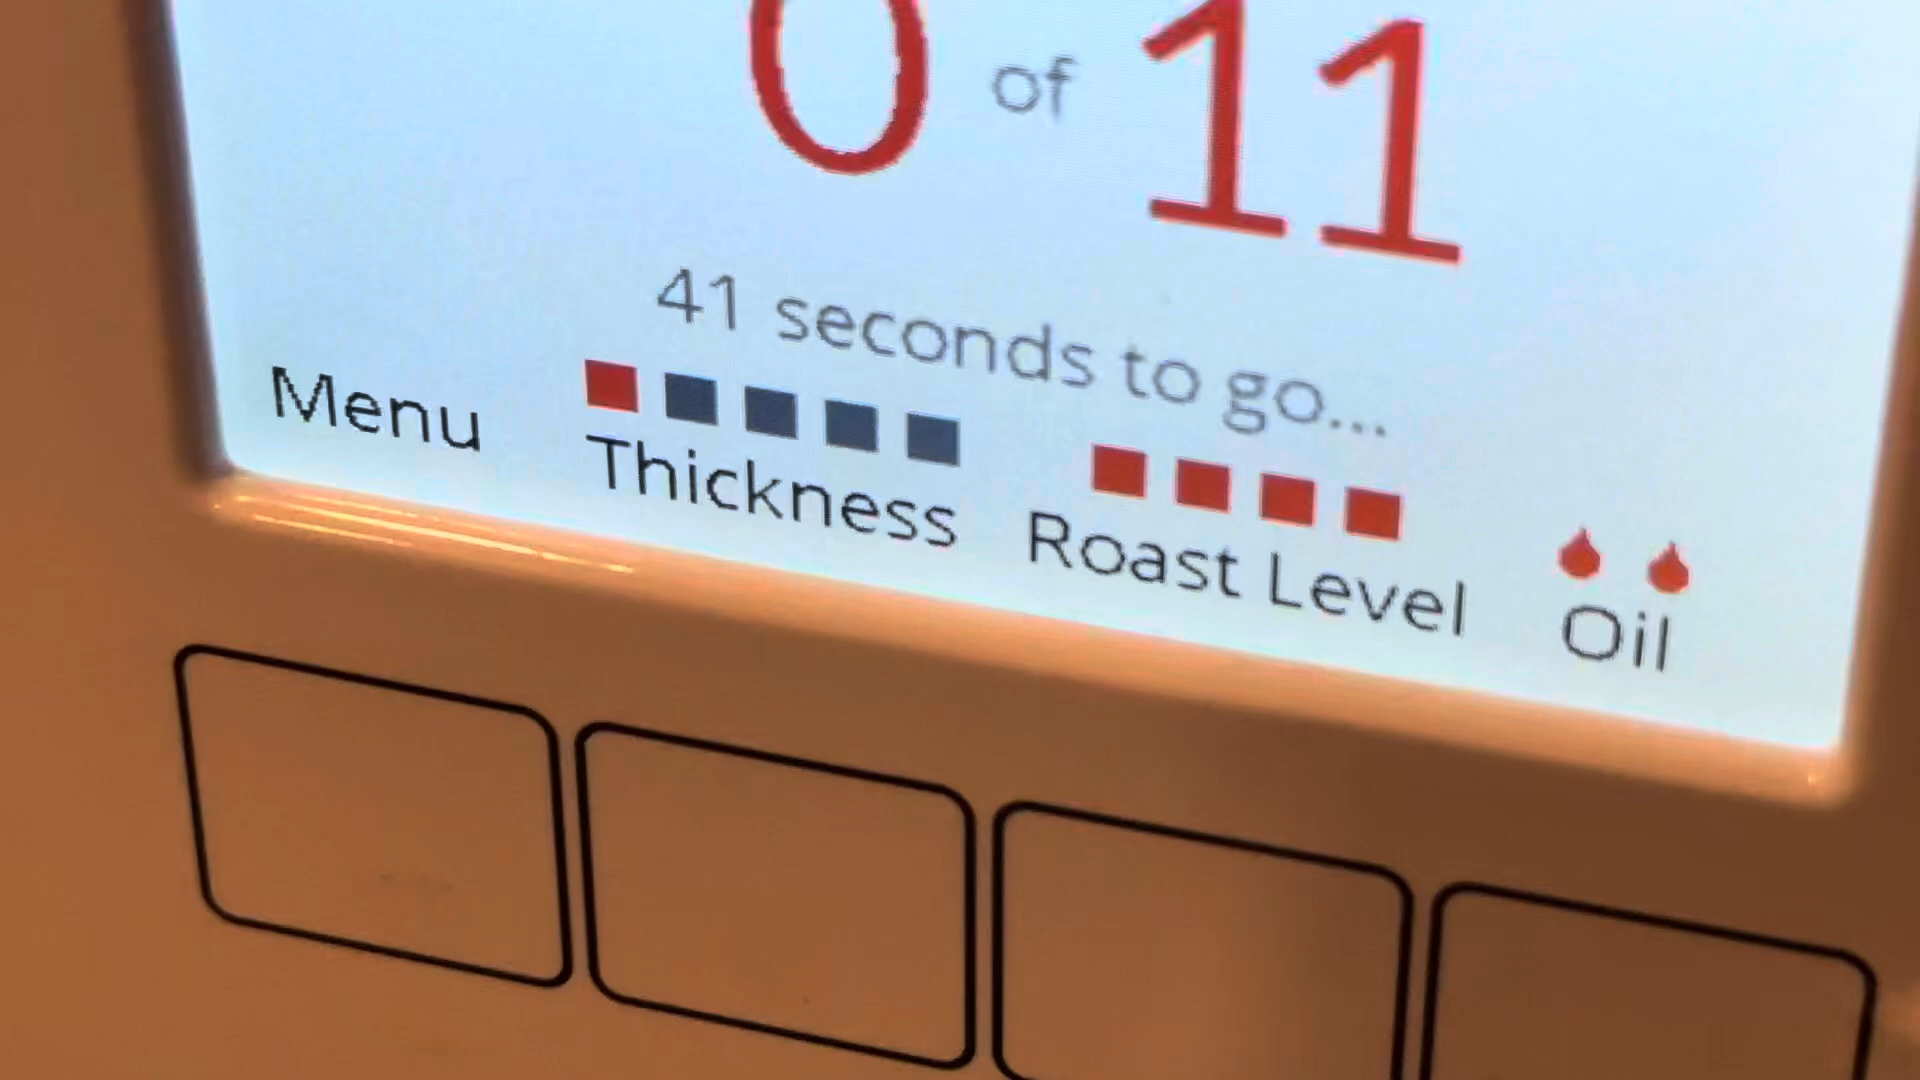 0 of 11
41 seconds to go...
Menu
Thickness
Roast Level
Oil